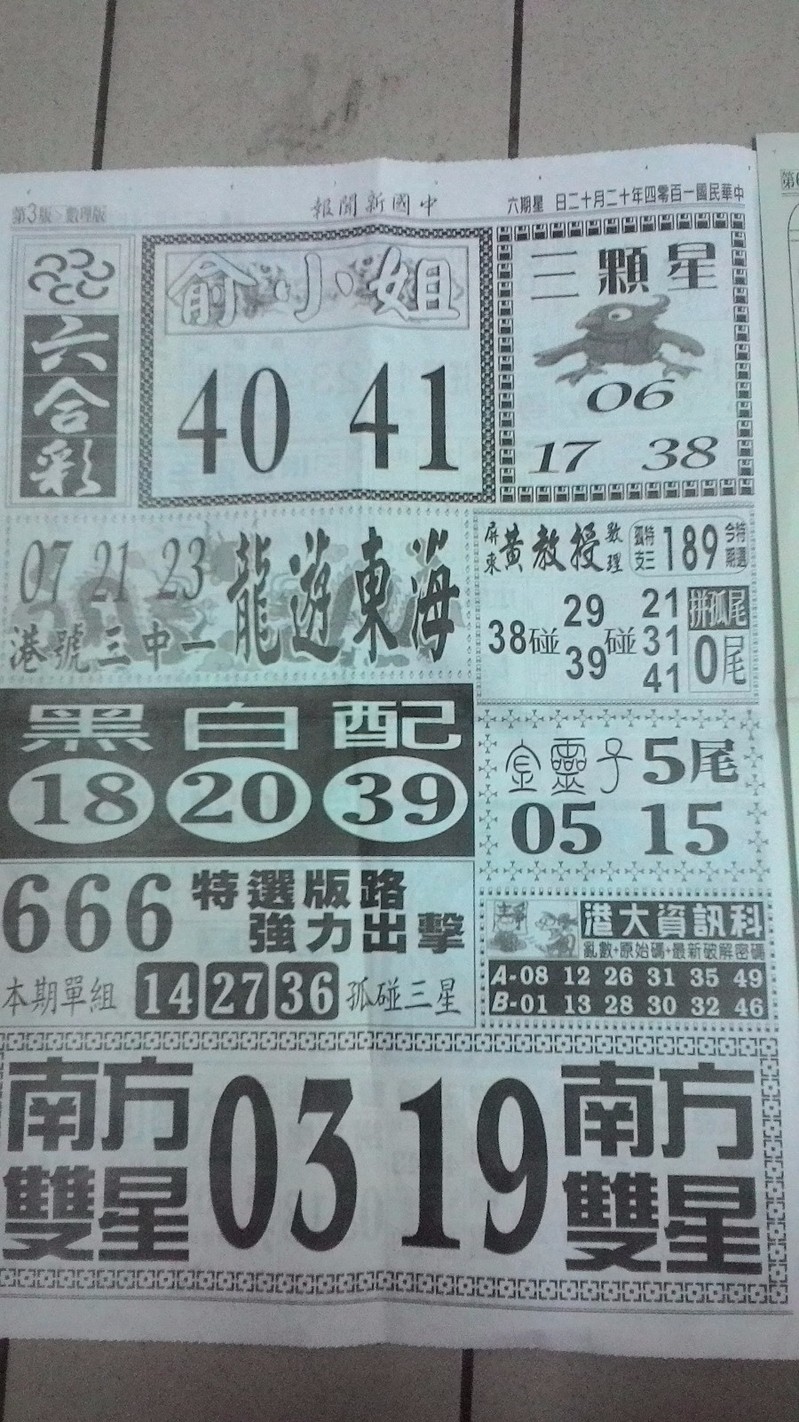 第3版 數理版
中國新聞報
中華民國一百零四年十二月十二日 星期六
六合彩
俞小姐
40 41
三顆星
06
17 38
07 21 23
港號三中一
龍遊東海
屏東黃教授數理
特三孤支
189
今期特選
38碰
29
39
碰
21
31
41
拼孤尾
0尾
黑白配
18 20 39
金靈子 5尾
05 15
666
特選版路
強力出擊
本期單組 14 27 36 孤碰三星
港大資訊科
亂數+原始碼+最新破解密碼
A-08 12 26 31 35 49
B-01 13 28 30 32 46
南方雙星
03 19
南方雙星